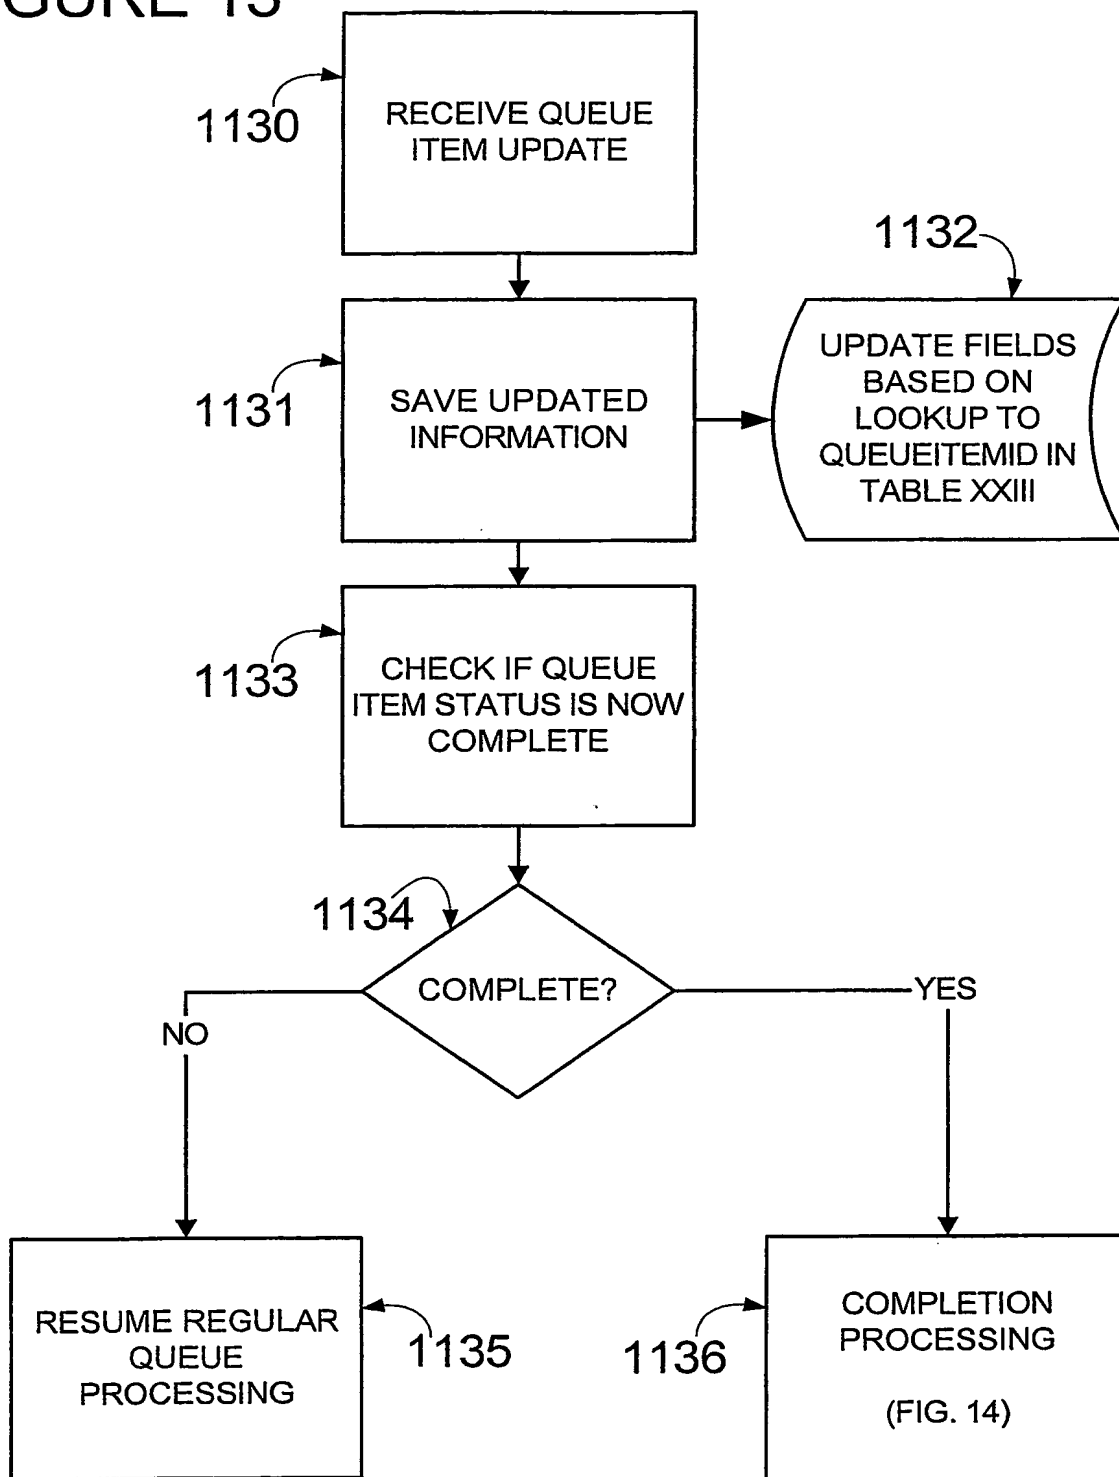 GURE 13
1130
RECEIVE QUEUE
ITEM UPDATE
1132
1131
SAVE UPDATED
INFORMATION
UPDATE FIELDS
BASED ON
LOOKUP TO
QUEUEITEMID IN
TABLE XXIII
1133
CHECK IF QUEUE
ITEM STATUS IS NOW
COMPLETE
1134
COMPLETE?
NO
YES
RESUME REGULAR
QUEUE
PROCESSING
1135
1136
COMPLETION
PROCESSING
(FIG. 14)